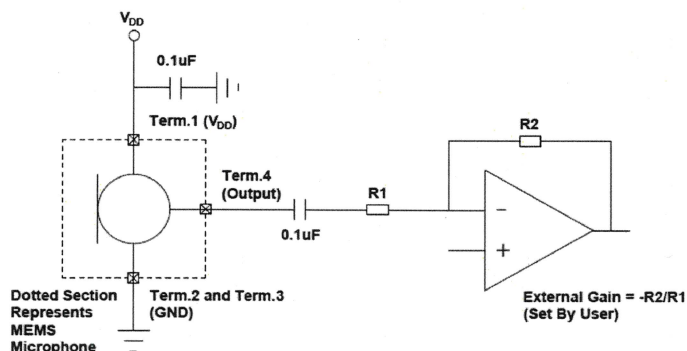 VDD
0.1uF
Term.1 (VDD)
Term.4
(Output)
0.1uF
R1
R2
−
+
Dotted Section
Represents
MEMS
Microphone
Term.2 and Term.3
(GND)
External Gain = -R2/R1
(Set By User)